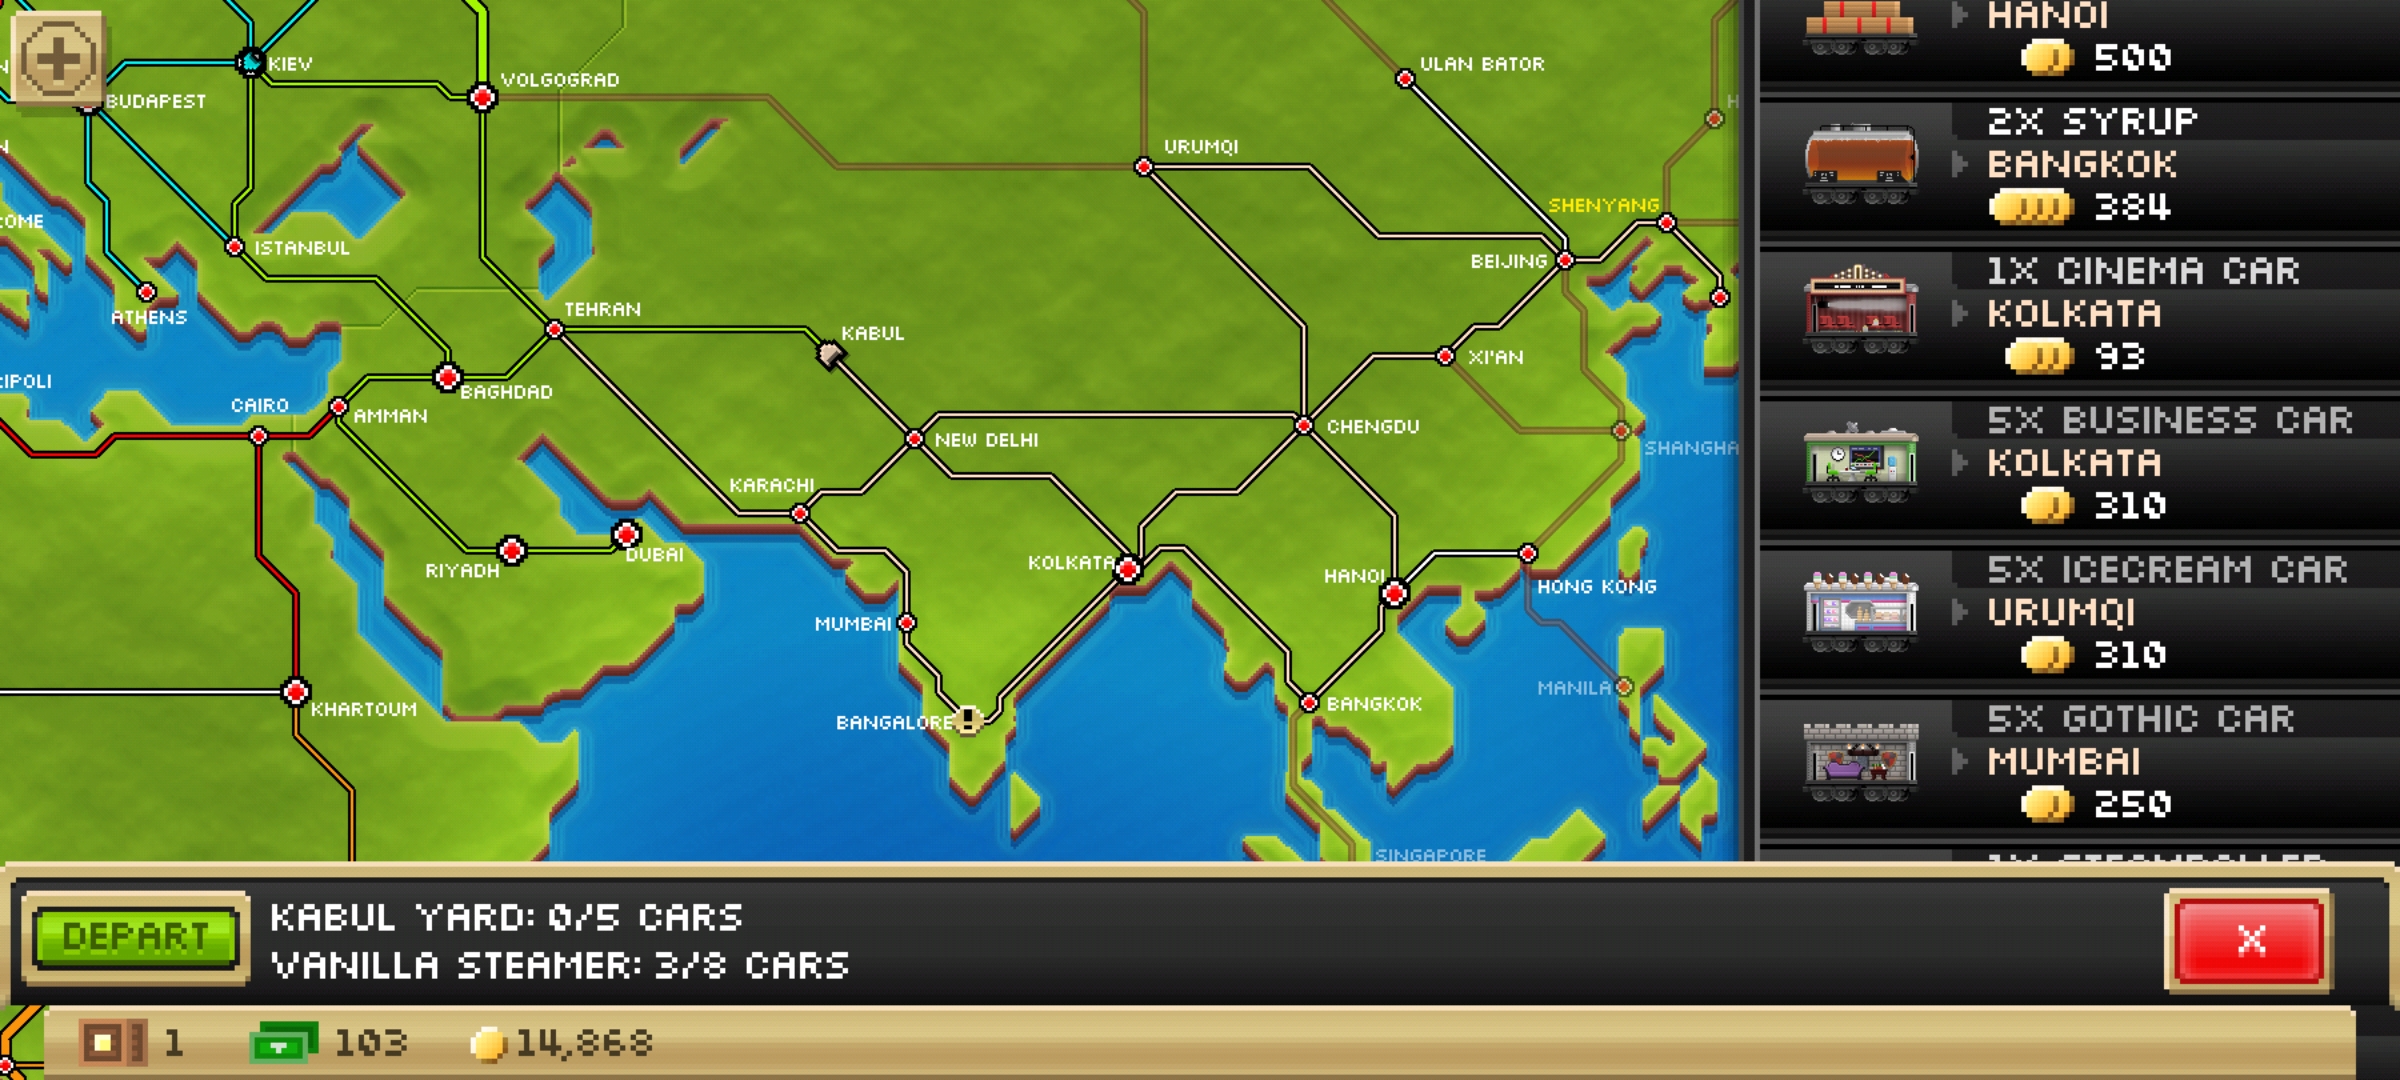 KIEV
BUDAPEST
VOLGOGRAD
ULAN BATOR
URUMQI
OME
ISTANBUL
SHENYANG
BEIJING
ATHENS
TEHRAN
KABUL
XI'AN
IPOLI
CAIRO
AMMAN
BAGHDAD
NEW DELHI
CHENGDU
SHANGHA
KARACHI
RIYADH
DUBAI
KOLKATA
HANOI
HONG KONG
MUMBAI
MANILA
KHARTOUM
BANGALORE
BANGKOK
SINGAPORE
HANOI
500
2X SYRUP
BANGKOK
384
1X CINEMA CAR
KOLKATA
93
5X BUSINESS CAR
KOLKATA
310
5X ICECREAM CAR
URUMQI
310
5X GOTHIC CAR
MUMBAI
250
DEPART
KABUL YARD: 0/5 CARS
VANILLA STEAMER: 3/8 CARS
X
1
103
14,868